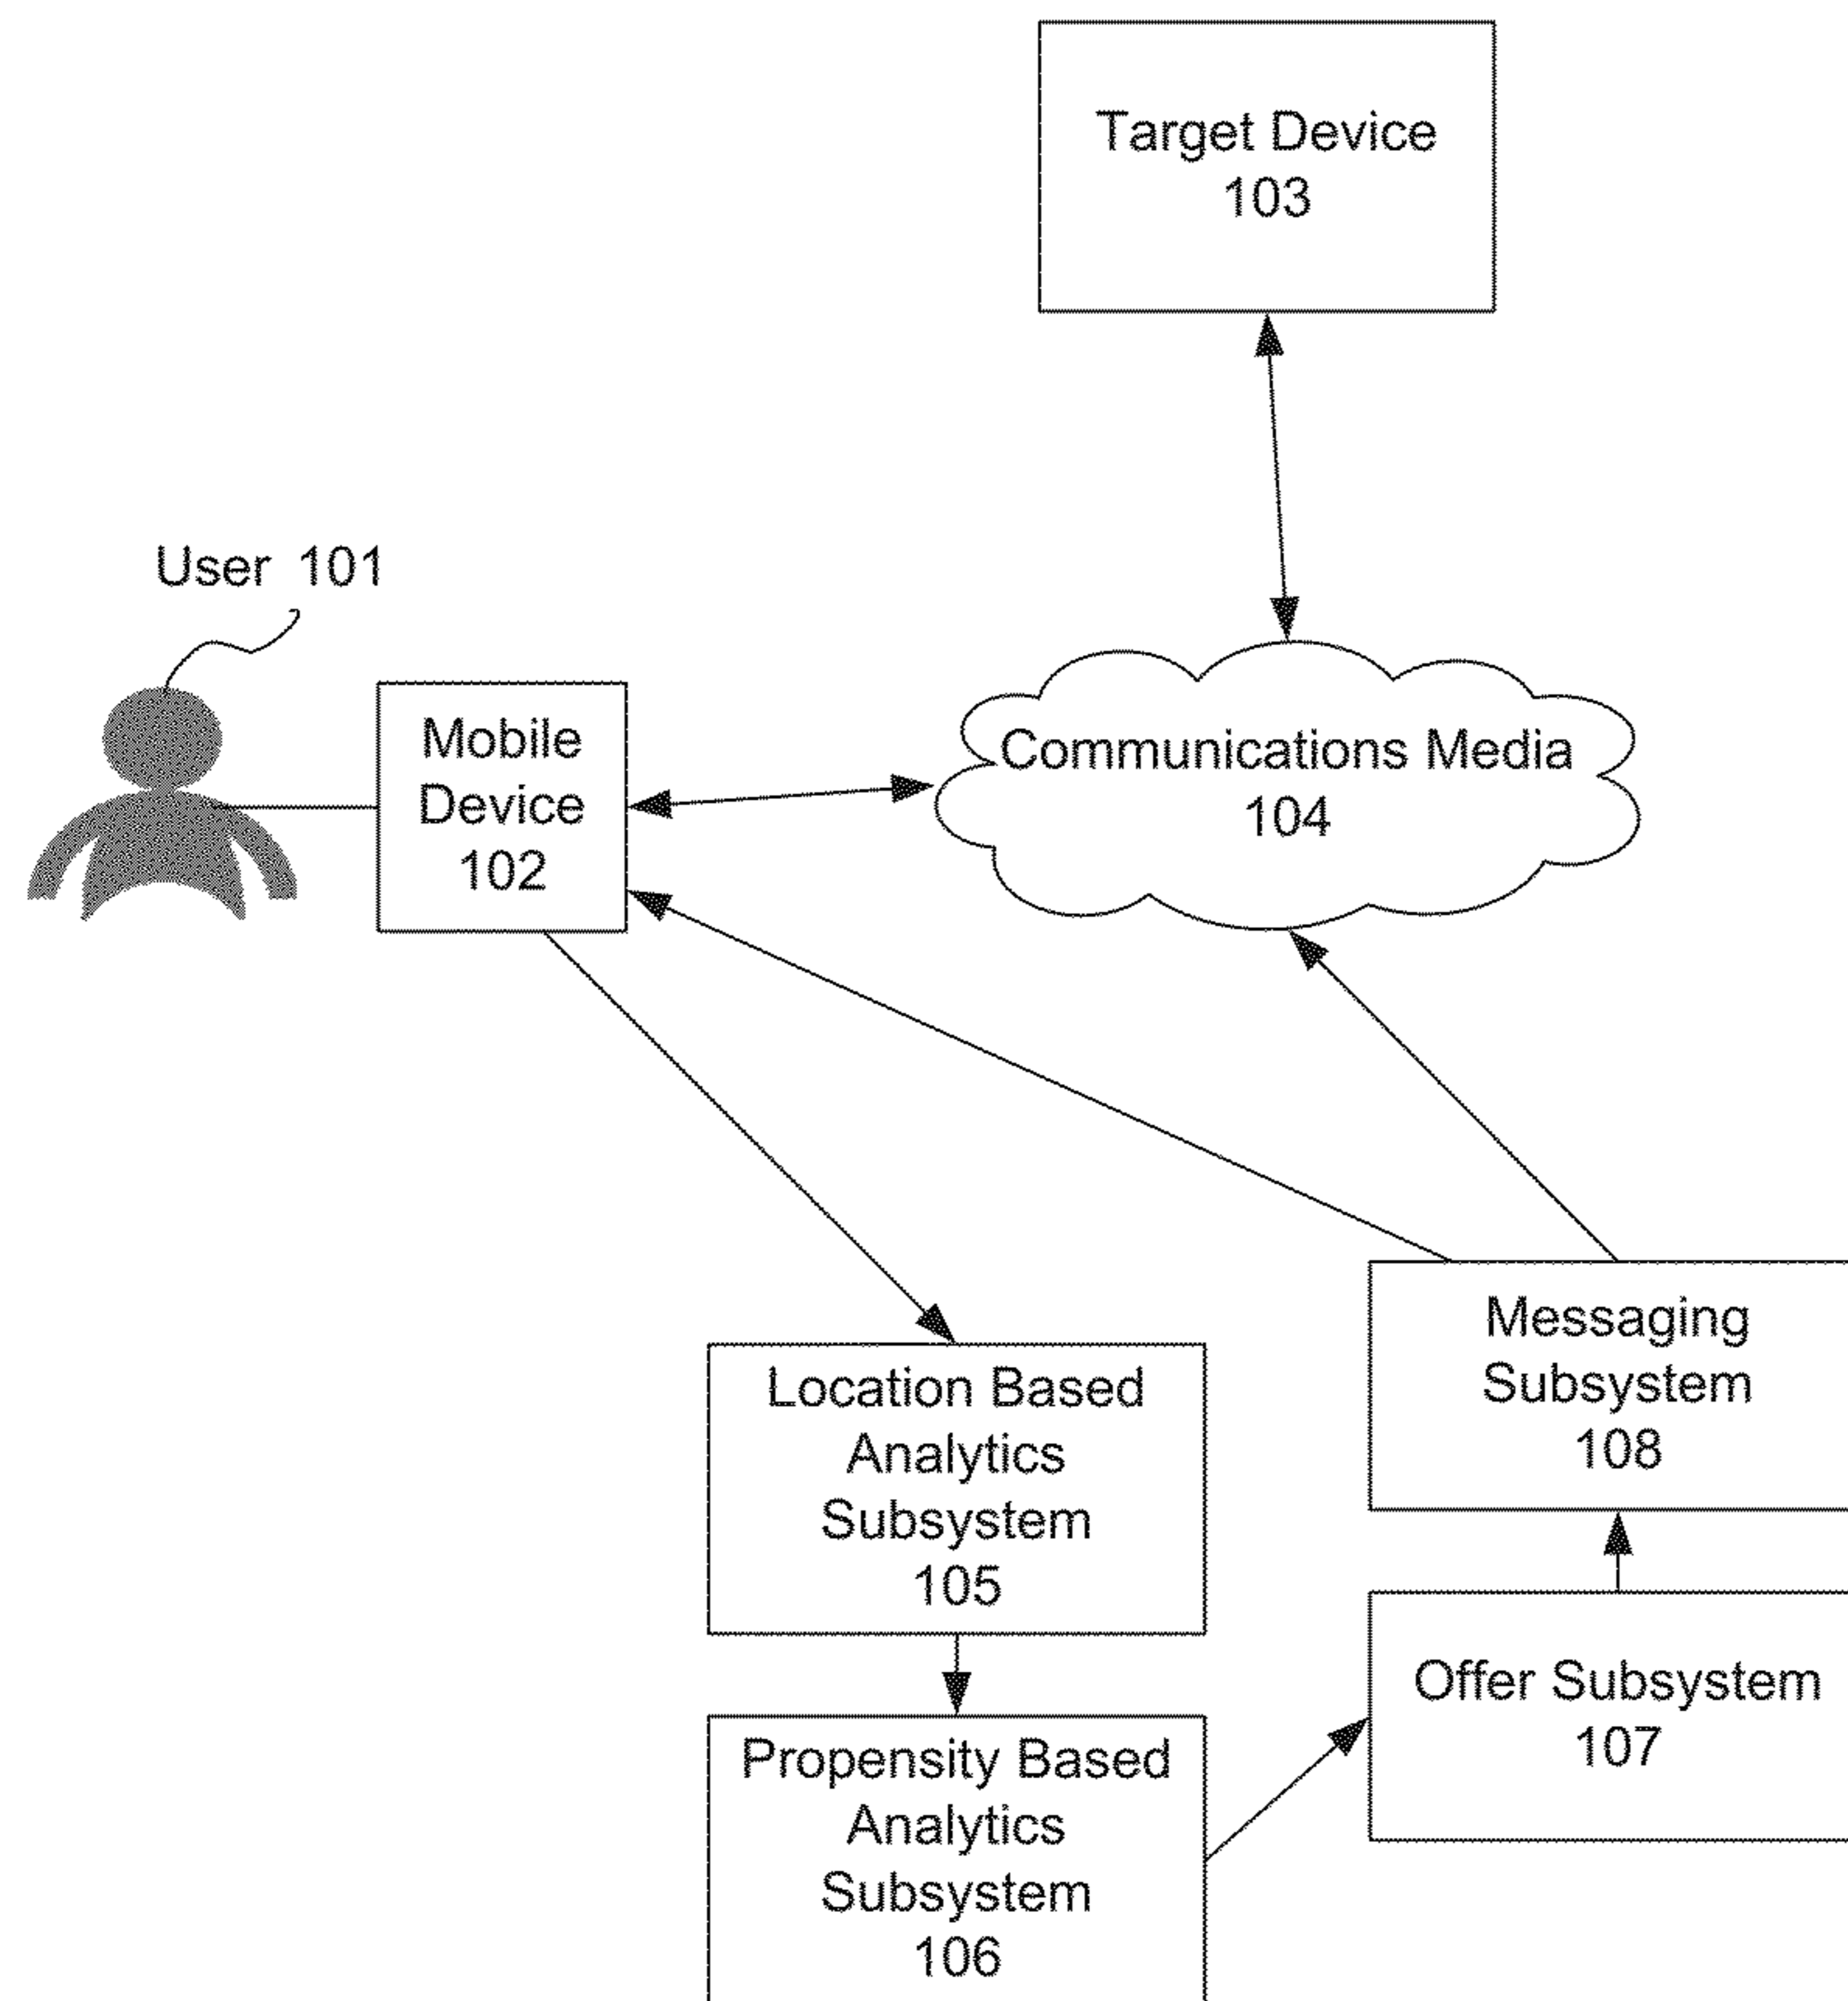 Target Device
103
User 101
Mobile
Device
102
Communications Media
104
Location Based
Analytics
Subsystem
105
Messaging
Subsystem
108
Propensity Based
Analytics
Subsystem
106
Offer Subsystem
107